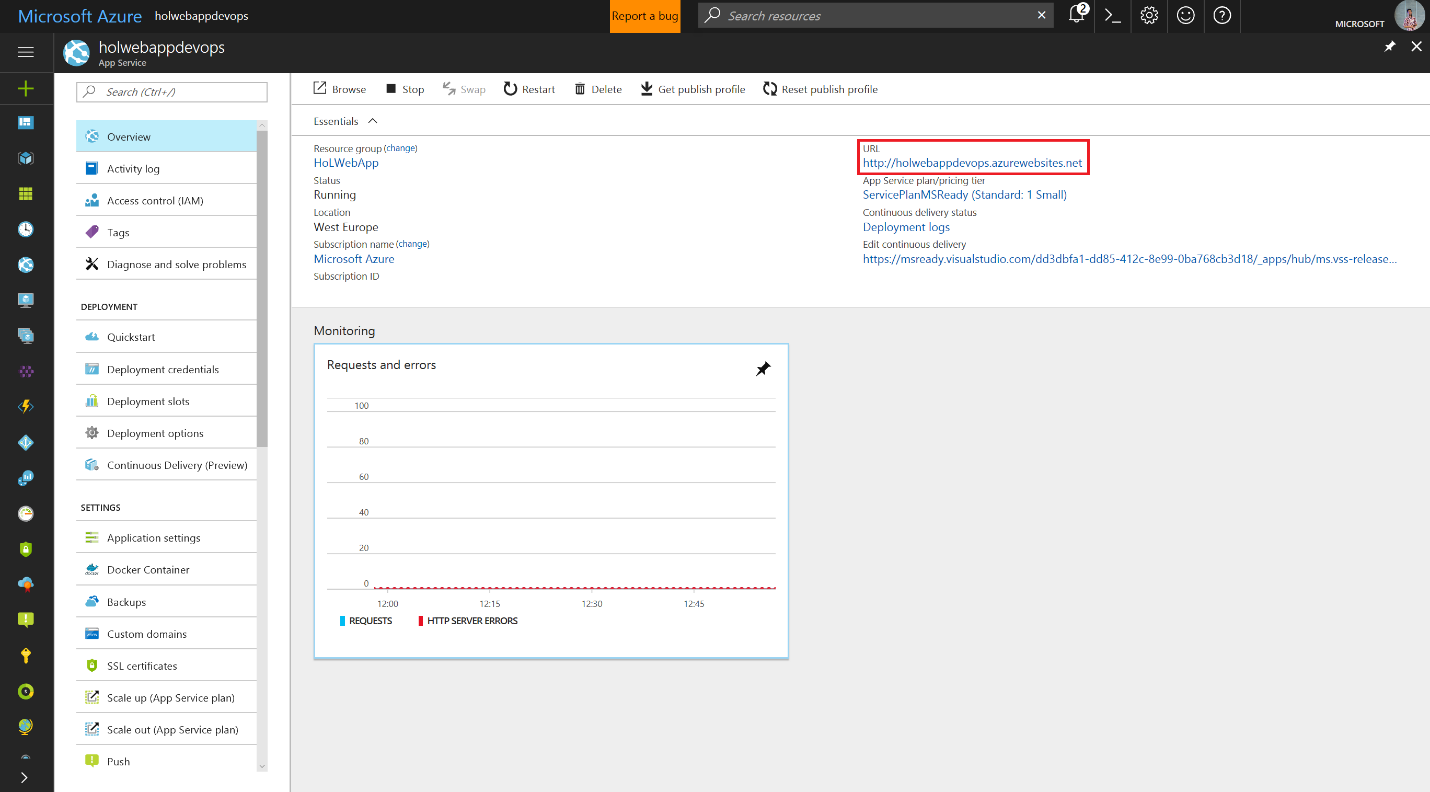 Microsoft Azure holwebappdevops
Report a bug
Search resources
2
MICROSOFT
holwebappdevops
App Service
Search (Ctrl+/)
Overview
Activity log
Access control (IAM)
Tags
Diagnose and solve problems
DEPLOYMENT
Quickstart
Deployment credentials
Deployment slots
Deployment options
Continuous Delivery (Preview)
SETTINGS
Application settings
Docker Container
Backups
Custom domains
SSL certificates
Scale up (App Service plan)
Scale out (App Service plan)
Push
Browse Stop Swap Restart Delete Get publish profile Reset publish profile
Essentials
Resource group (change)
HoLWebApp
Status
Running
Location
West Europe
Subscription name (change)
Microsoft Azure
Subscription ID
URL
http://holwebappdevops.azurewebsites.net
App Service plan/pricing tier
ServicePlanMSReady (Standard: 1 Small)
Continuous delivery status
Deployment logs
Edit continuous delivery
https://msready.visualstudio.com/dd3dbfa1-dd85-412c-8e99-0ba768cb3d18/_apps/hub/ms.vss-release...
Monitoring
Requests and errors
100
80
60
40
20
0
12:00 12:15 12:30 12:45
REQUESTS HTTP SERVER ERRORS